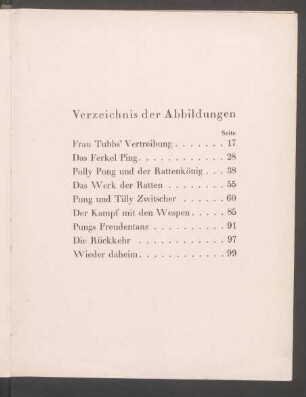 Verzeichnis der Abbildungen
Seite
Frau Tubbs' Vertreibung . . . . . . . 17
Das Ferkel Ping . . . . . . . . . . . . 28
Polly Pong und der Rattenkönig . . . 38
Das Werk der Ratten . . . . . . . . . 55
Pung und Tilly Zwitscher . . . . . . 60
Der Kampf mit den Wespen . . . . . 85
Pungs Freudentanz . . . . . . . . . . 91
Die Rückkehr . . . . . . . . . . . . 97
Wieder daheim . . . . . . . . . . . . 99